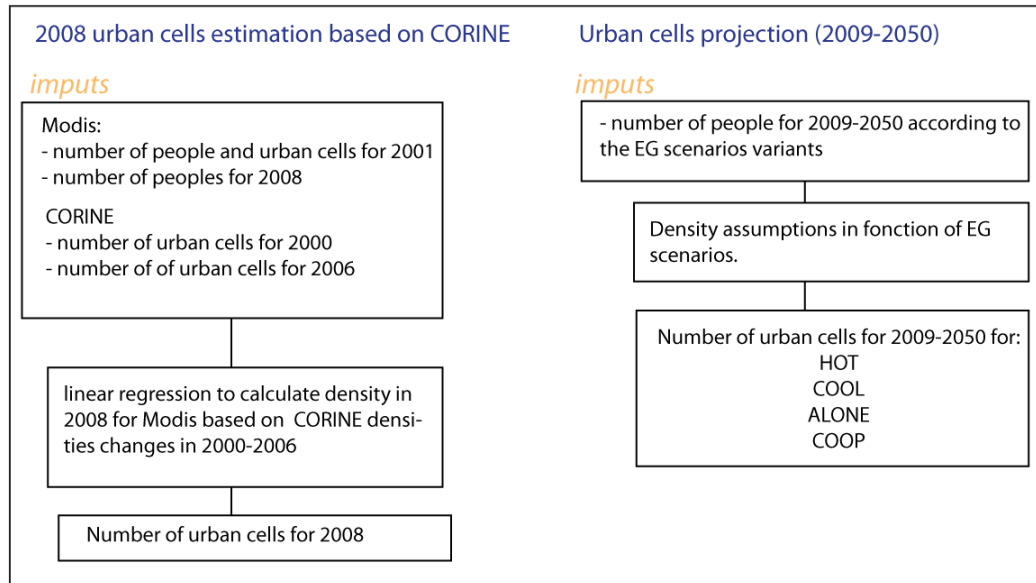 2008 urban cells estimation based on CORINE
imputs
Modis:
- number of people and urban cells for 2001
- number of peoples for 2008
CORINE
- number of urban cells for 2000
- number of of urban cells for 2006
linear regression to calculate density in
2008 for Modis based on CORINE densi-
ties changes in 2000-2006
Number of urban cells for 2008
Urban cells projection (2009-2050)
imputs
- number of people for 2009-2050 according to
the EG scenarios variants
Density assumptions in fonction of EG
scenarios.
Number of urban cells for 2009-2050 for:
HOT
COOL
ALONE
COOP